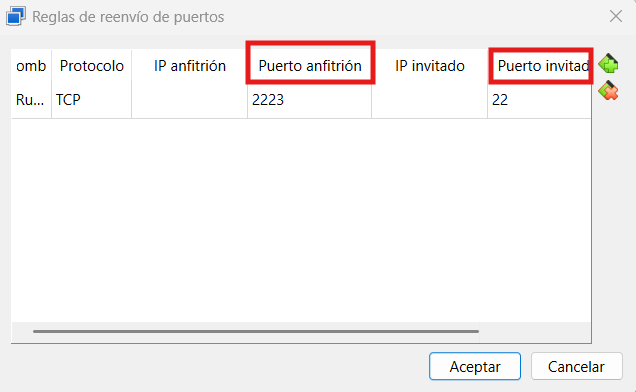 Reglas de reenvío de puertos
omb Protocolo IP anfitrión Puerto anfitrión IP invitado Puerto invitad
Ru... TCP 2223 22
Aceptar Cancelar